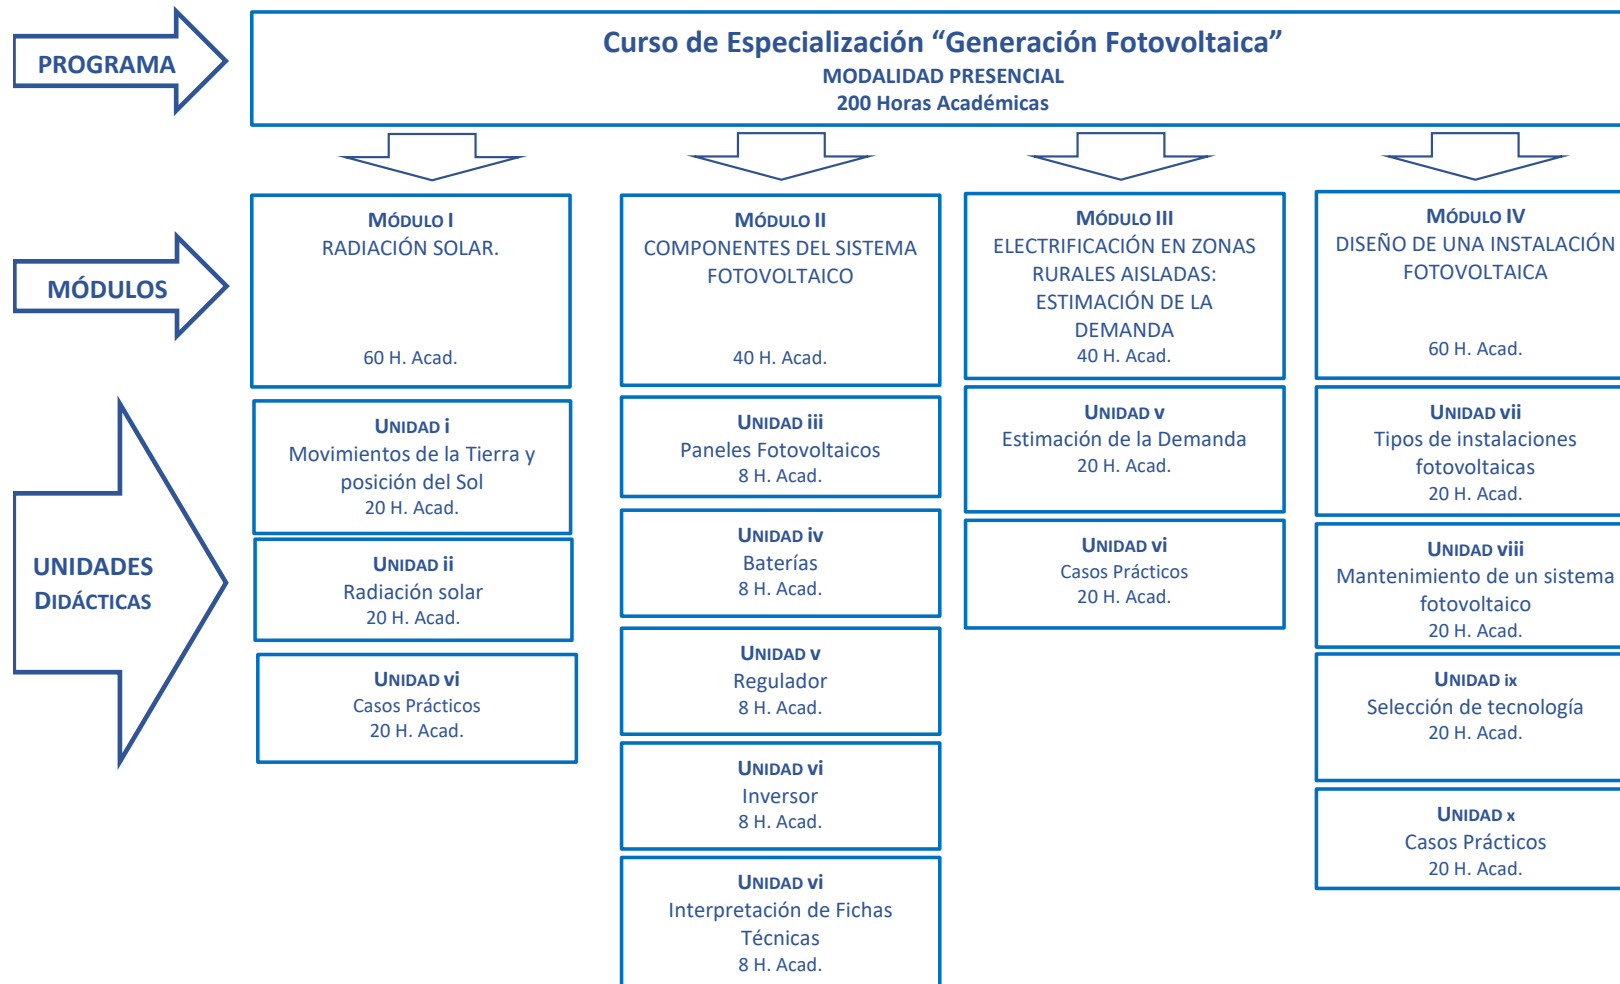 PROGRAMA
Curso de Especialización “Generación Fotovoltaica”
MODALIDAD PRESENCIAL
200 Horas Académicas
MÓDULOS
MÓDULO I
RADIACIÓN SOLAR.
60 H. Acad.
MÓDULO II
COMPONENTES DEL SISTEMA
FOTOVOLTAICO
40 H. Acad.
MÓDULO III
ELECTRIFICACIÓN EN ZONAS
RURALES AISLADAS:
ESTIMACIÓN DE LA
DEMANDA
40 H. Acad.
MÓDULO IV
DISEÑO DE UNA INSTALACIÓN
FOTOVOLTAICA
60 H. Acad.
UNIDADES
DIDÁCTICAS
UNIDAD i
Movimientos de la Tierra y
posición del Sol
20 H. Acad.
UNIDAD ii
Radiación solar
20 H. Acad.
UNIDAD vi
Casos Prácticos
20 H. Acad.
UNIDAD iii
Paneles Fotovoltaicos
8 H. Acad.
UNIDAD iv
Baterías
8 H. Acad.
UNIDAD v
Regulador
8 H. Acad.
UNIDAD vi
Inversor
8 H. Acad.
UNIDAD vi
Interpretación de Fichas
Técnicas
8 H. Acad.
UNIDAD v
Estimación de la Demanda
20 H. Acad.
UNIDAD vi
Casos Prácticos
20 H. Acad.
UNIDAD vii
Tipos de instalaciones
fotovoltaicas
20 H. Acad.
UNIDAD viii
Mantenimiento de un sistema
fotovoltaico
20 H. Acad.
UNIDAD ix
Selección de tecnología
20 H. Acad.
UNIDAD x
Casos Prácticos
20 H. Acad.